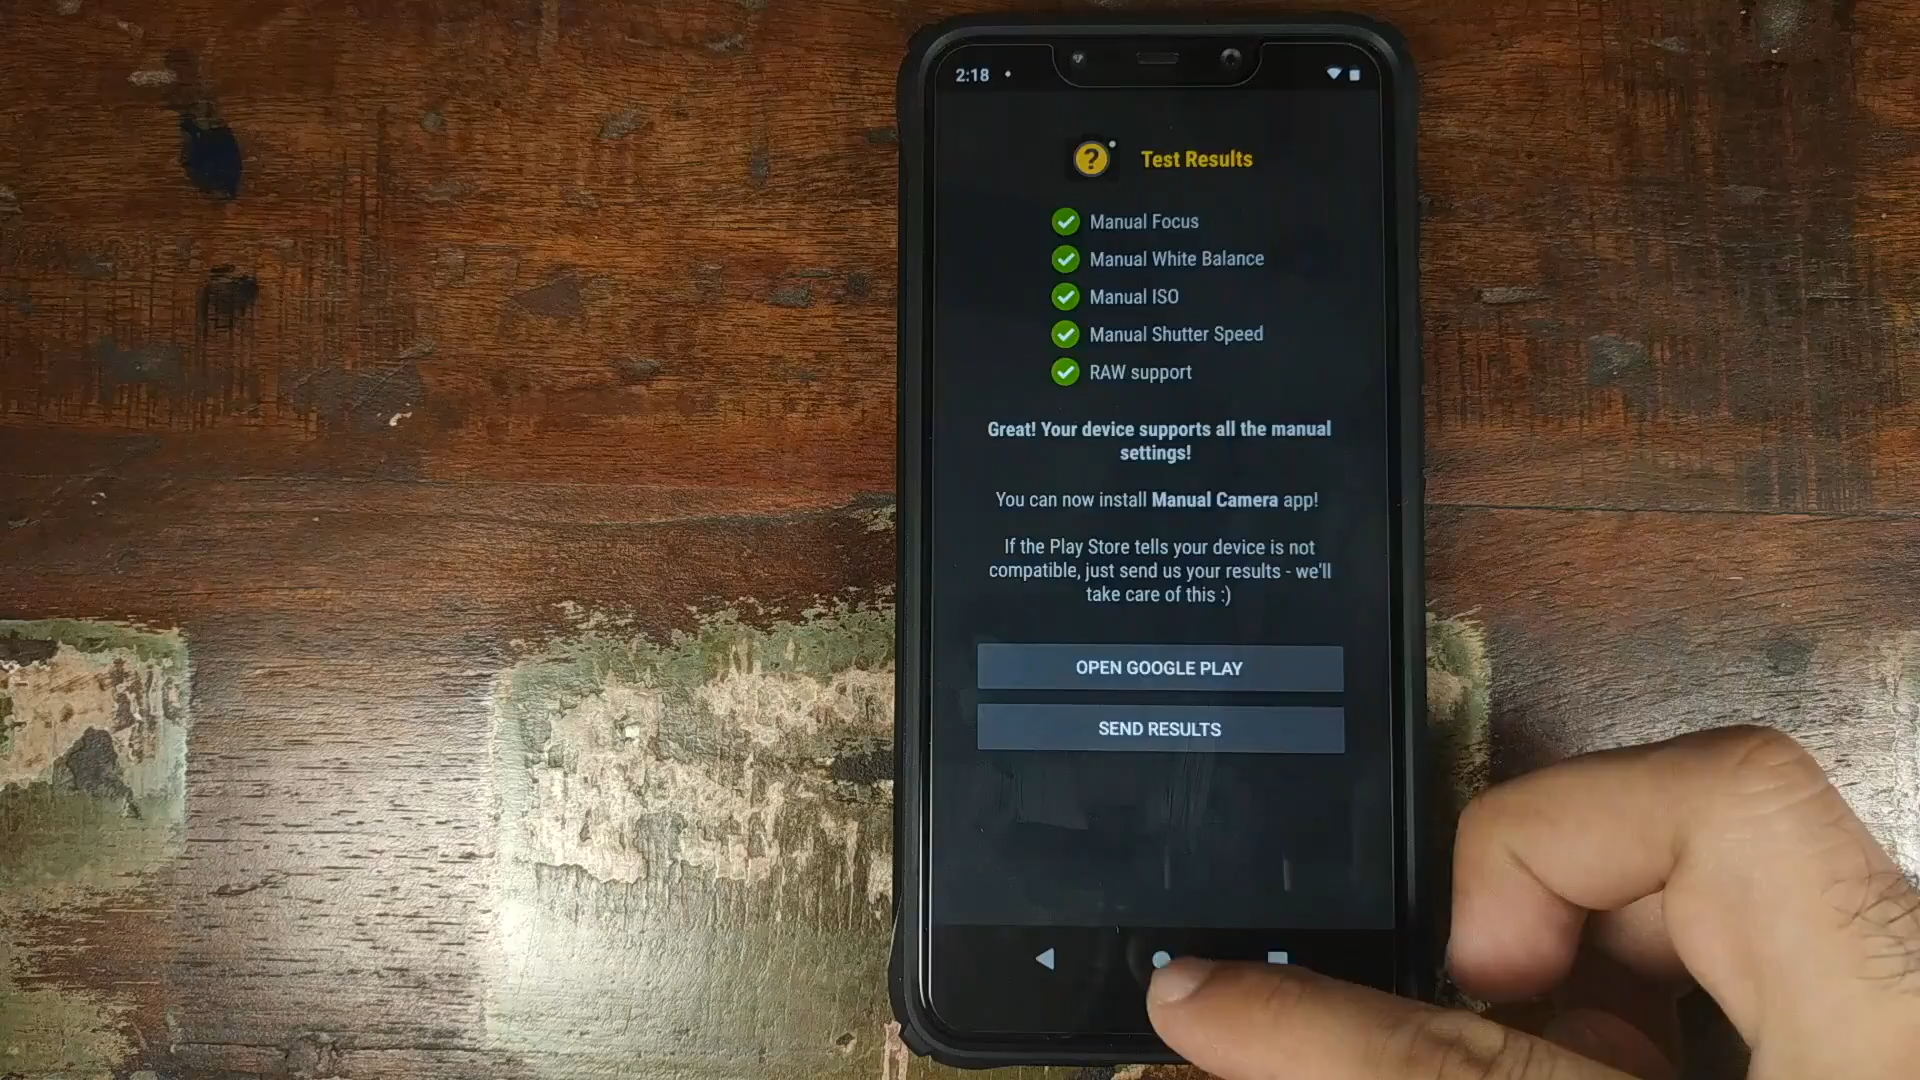 2:18
Test Results
Manual Focus
Manual White Balance
Manual ISO
Manual Shutter Speed
RAW support
Great! Your device supports all the manual
settings!
You can now install Manual Camera app!
If the Play Store tells your device is not
compatible, just send us your results - we'll
take care of this :)
OPEN GOOGLE PLAY
SEND RESULTS